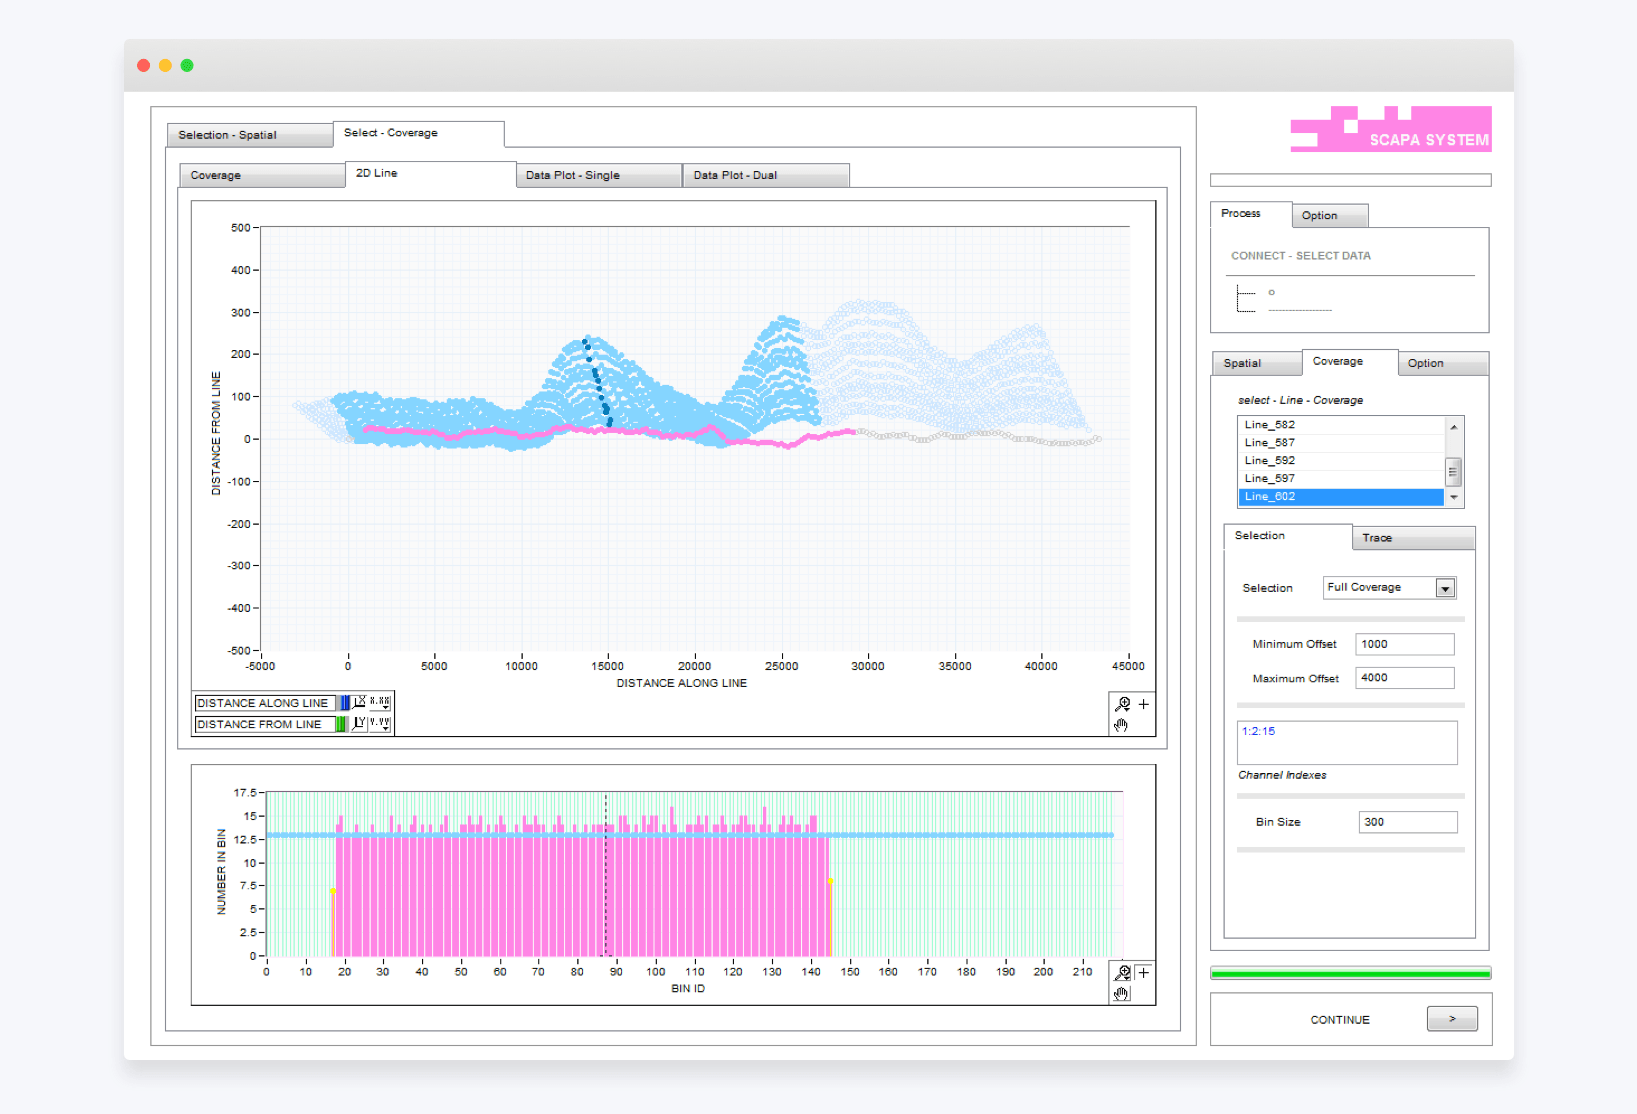 SCAPA SYSTEM
Selection - Spatial
Select - Coverage
Coverage
2D Line
Data Plot - Single
Data Plot - Dual
500
400
300
200
100
0
-100
-200
-300
-400
-500
DISTANCE FROM LINE
-5000 0 5000 10000 15000 20000 25000 30000 35000 40000 45000
DISTANCE ALONG LINE
DISTANCE ALONG LINE
X.XX
DISTANCE FROM LINE
Y.YY
17.5
15
12.5
10
7.5
5
2.5
0
NUMBER IN BIN
0 10 20 30 40 50 60 70 80 90 100 110 120 130 140 150 160 170 180 190 200 210
BIN ID
Process
Option
CONNECT - SELECT DATA
Spatial
Coverage
Option
select - Line - Coverage
Line_582
Line_587
Line_592
Line_597
Line_602
Selection
Trace
Selection
Full Coverage
Minimum Offset
1000
Maximum Offset
4000
1:2:15
Channel Indexes
Bin Size
300
CONTINUE
>